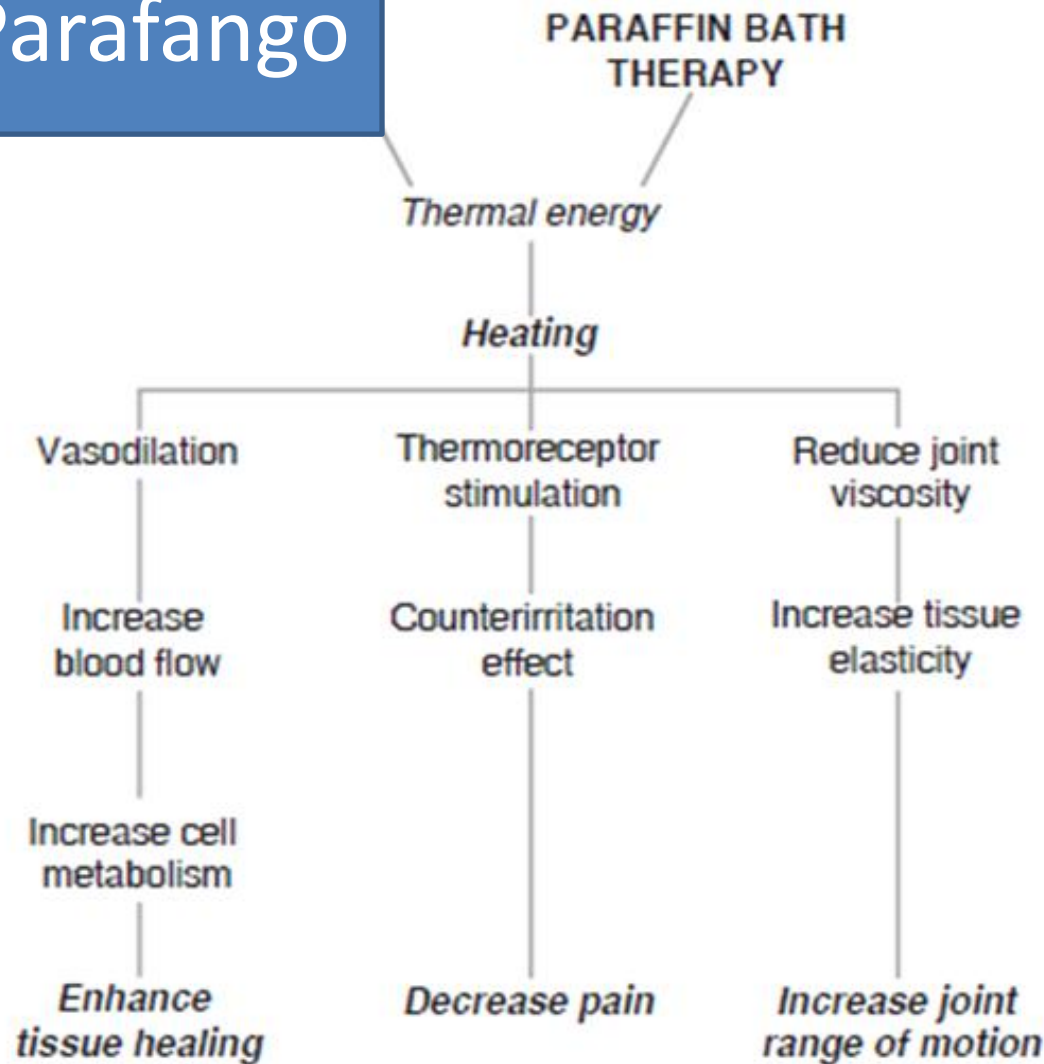 Parafango
PARAFFIN BATH
THERAPY
Thermal energy
Heating
Vasodilation
Thermoreceptor
stimulation
Reduce joint
viscosity
Increase
blood flow
Counterirritation
effect
Increase tissue
elasticity
Increase cell
metabolism
Enhance
tissue healing
Decrease pain
Increase joint
range of motion